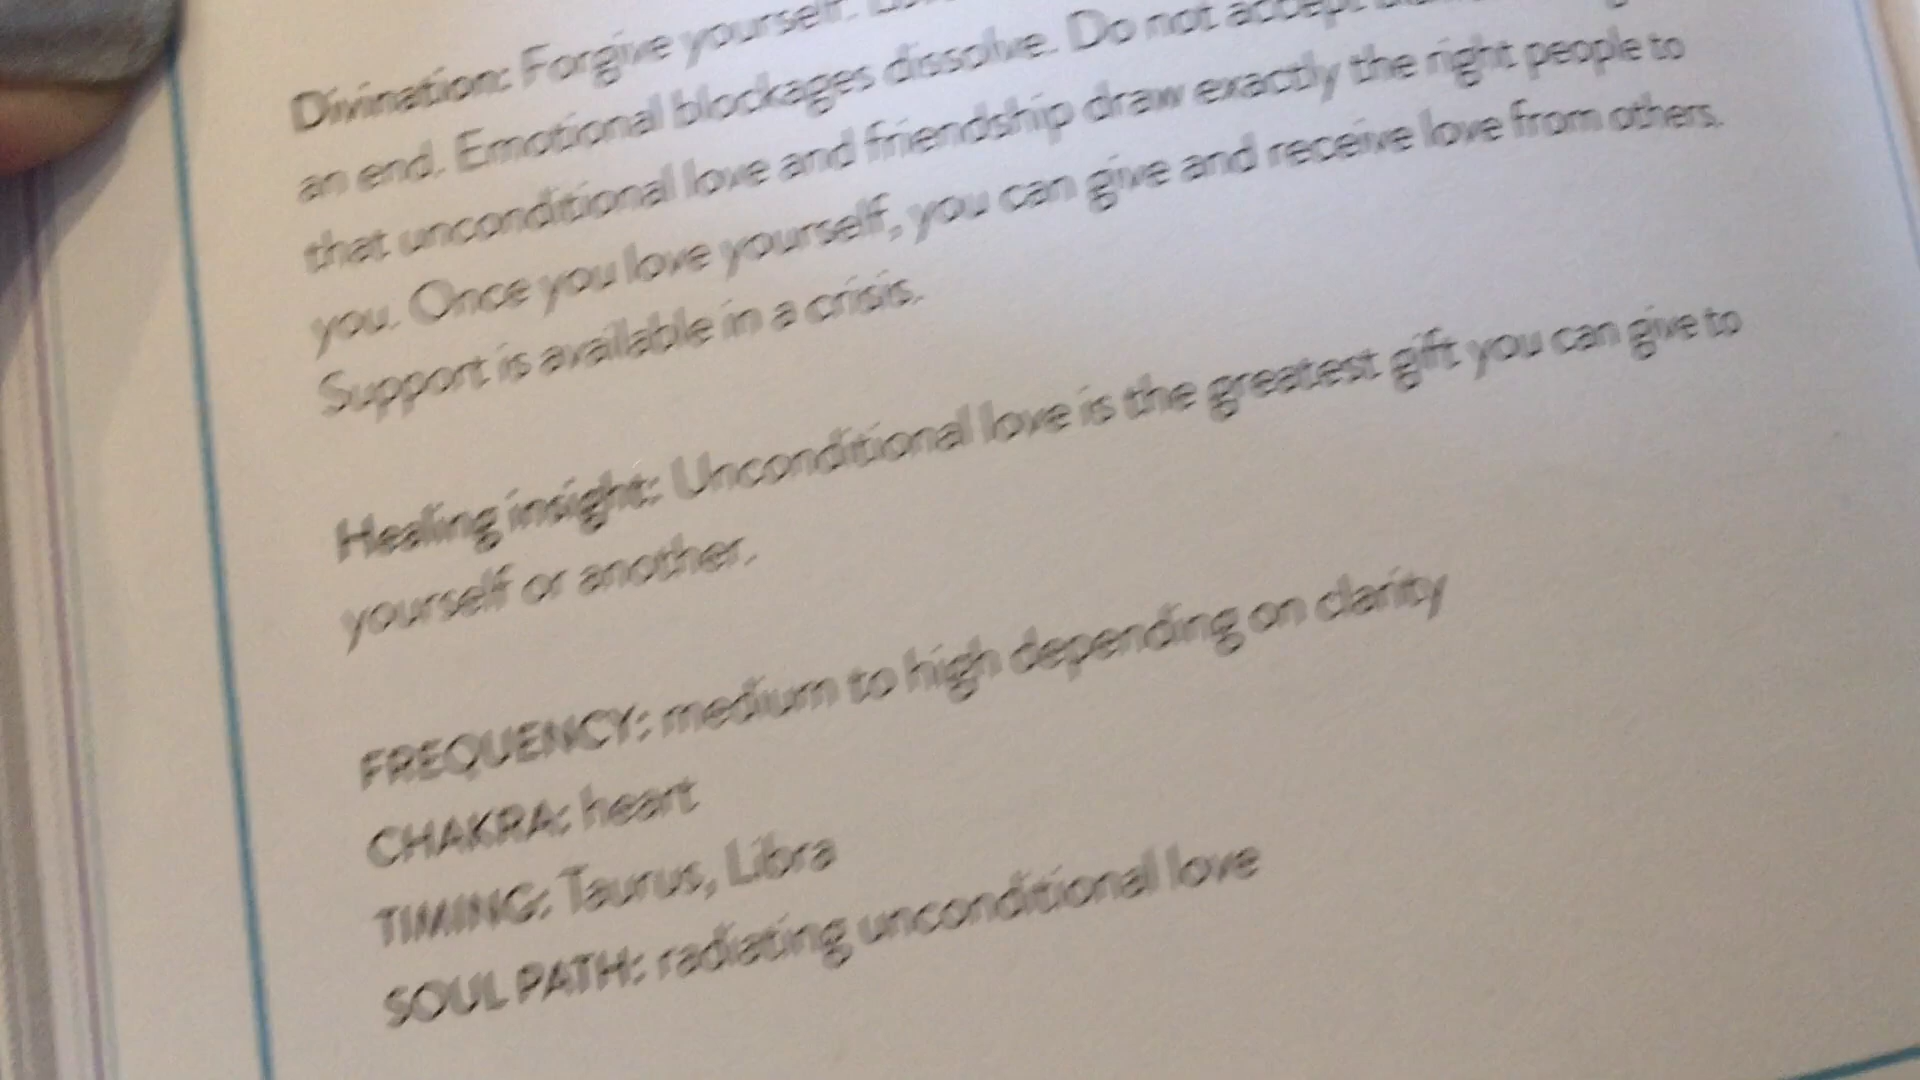 Divination: Forgive yourself.
an end. Emotional blockages dissolve. Do not accept
that unconditional love and friendship draw exactly the right people to
you. Once you love yourself, you can give and receive love from others.
Support is available in a crisis.
Healing insight: Unconditional love is the greatest gift you can give to
yourself or another.
FREQUENCY: medium to high depending on clarity
CHAKRA: heart
TIMING: Taurus, Libra
SOUL PATH: radiating unconditional love